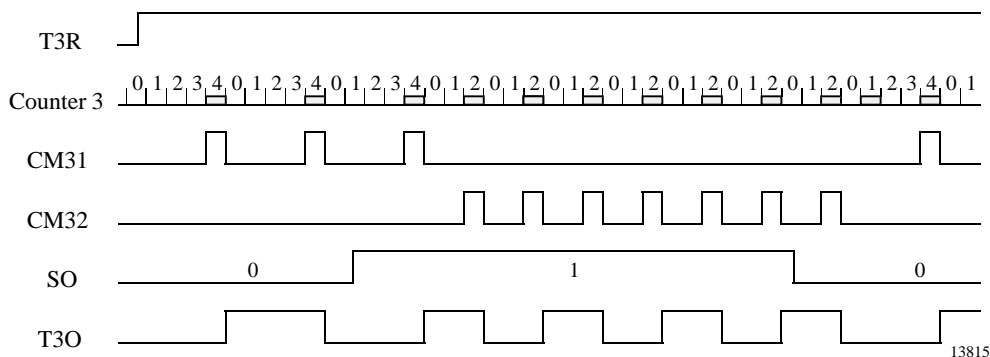 T3R
0 1 2 3 4 0 1 2 3 4 0 1 2 3 4 0 1 2 0 1 2 0 1 2 0 1 2 0 1 2 0 1 2 0 1 2 0 1 2 3 4 0 1
Counter 3
CM31
CM32
SO 0 1 0
T3O
13815